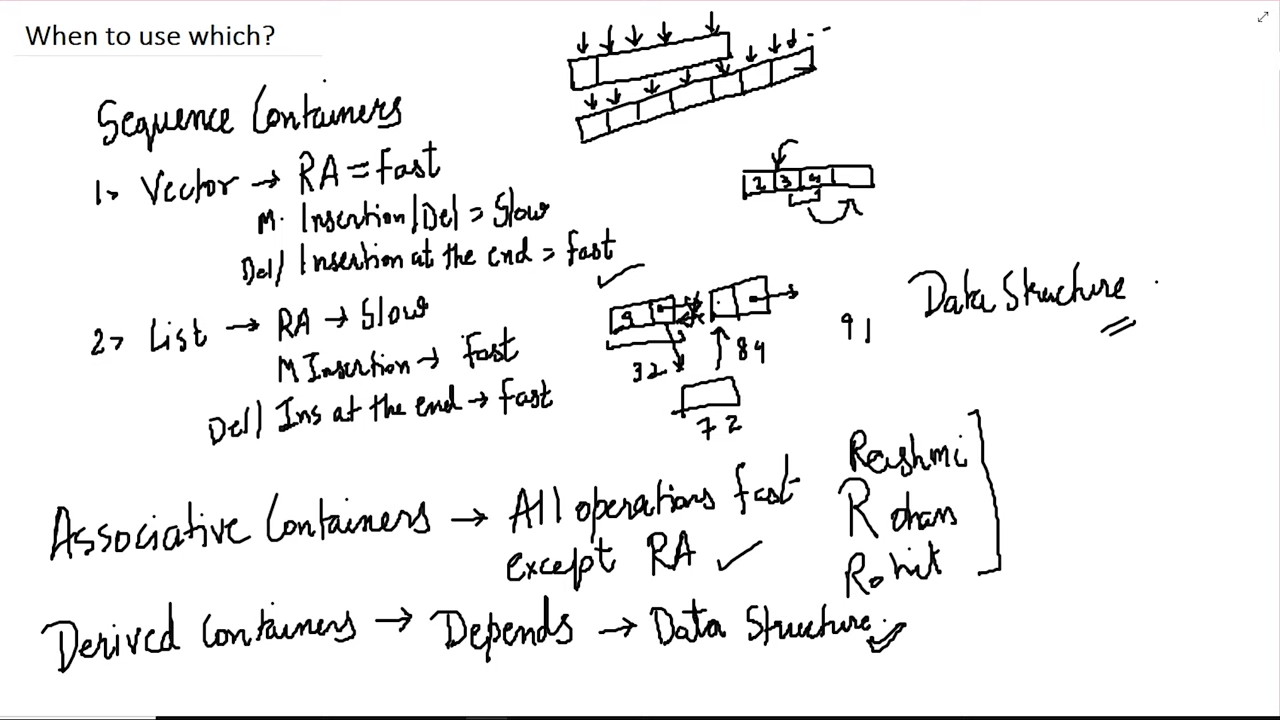 When to use which?
Sequence Containers
1> Vector → RA = Fast
M. Insertion/Del = Slow
Del/ Insertion at the end = fast
2 3 4
2> List → RA → Slow
M Insertion → Fast
Del/ Ins at the end → Fast
9
32 84
72
91
Data Structure
Associative Containers → All operations fast
except RA ✓
Rashmi
Rohan
Rohit
Derived Containers → Depends → Data Structure.